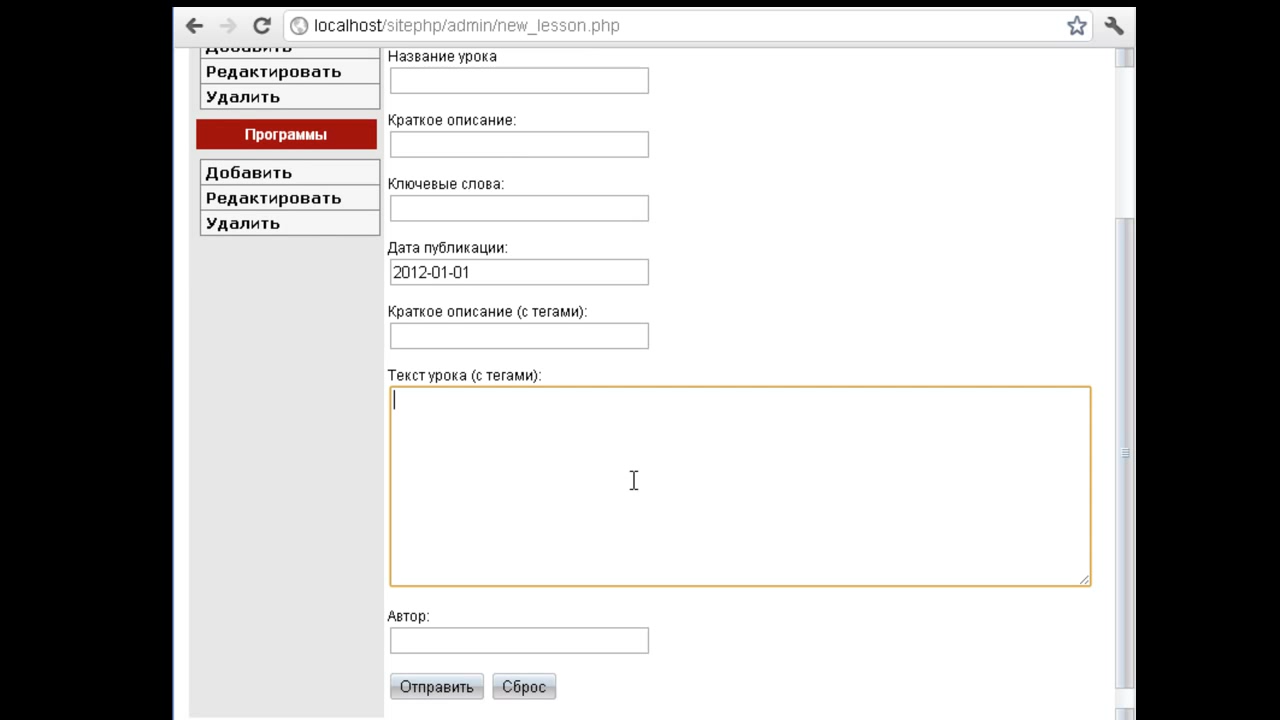 localhost/sitephp/admin/new_lesson.php
Добавить
Редактировать
Удалить
Программы
Добавить
Редактировать
Удалить
Название урока
Краткое описание:
Ключевые слова:
Дата публикации:
2012-01-01
Краткое описание (с тегами):
Текст урока (с тегами):
Автор:
Отправить Сброс